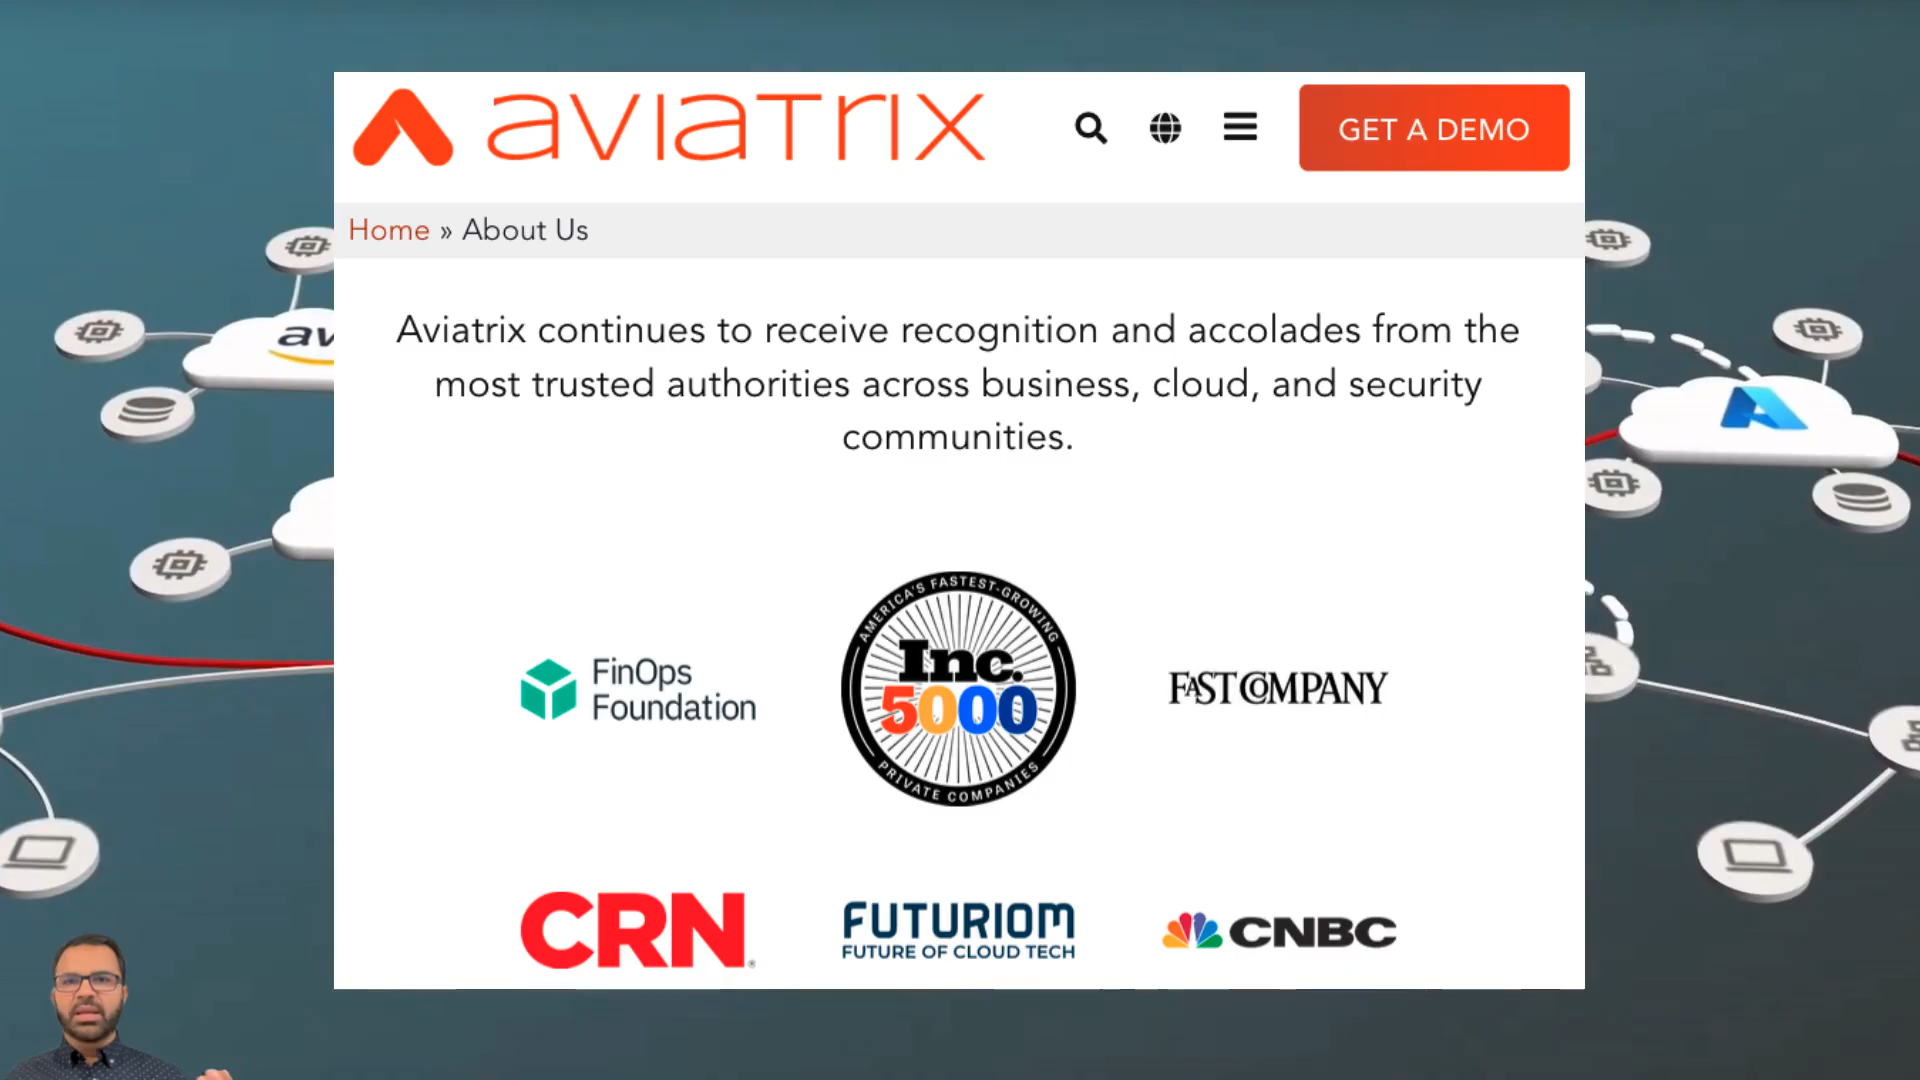 aviatrix
GET A DEMO
Home » About Us
Aviatrix continues to receive recognition and accolades from the
most trusted authorities across business, cloud, and security
communities.
AMERICA'S FASTEST-GROWING
Inc.
5000
PRIVATE COMPANIES
FinOps
Foundation
FAST COMPANY
CRN®
FUTURIOM
FUTURE OF CLOUD TECH
CNBC